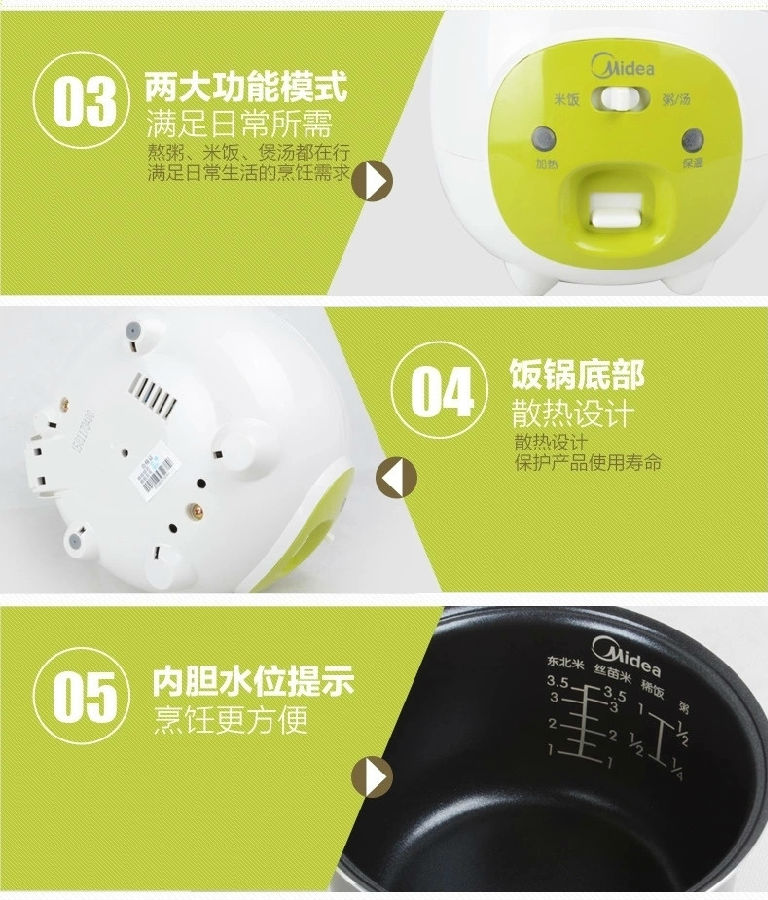 03
两大功能模式
满足日常所需
熬粥、米饭、煲汤都在行
满足日常生活的烹饪需求
Midea
米饭 粥/汤
加热 保温
04
饭锅底部
散热设计
散热设计
保护产品使用寿命
05
内胆水位提示
烹饪更方便
Midea
东北米 丝苗米 稀饭 粥
3.5 3.5 1 1/2
3 3
2 2 1/2
1 1 1/4